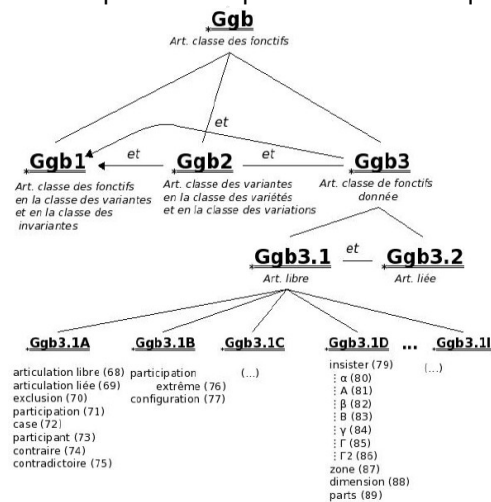 *Ggb
Art. classe des fonctifs
et
*Ggb1 et *Ggb2 et *Ggb3
Art. classe des fonctifs
en la classe des variantes
et en la classe des
invariantes
Art. classe des variantes
en la classe des variétés
et en la classe des variations
Art. classe de fonctifs
donnée
*Ggb3.1 et *Ggb3.2
Art. libre
Art. liée
*Ggb3.1A *Ggb3.1B *Ggb3.1C *Ggb3.1D ... *Ggb3.1I
articulation libre (68)
articulation liée (69)
exclusion (70)
participation (71)
case (72)
participant (73)
contraire (74)
contradictoire (75)
participation
extrême (76)
configuration (77)
(...)
insister (79)
⋮ α (80)
⋮ A (81)
⋮ β (82)
⋮ B (83)
⋮ γ (84)
⋮ Γ (85)
⋮ Γ2 (86)
zone (87)
dimension (88)
parts (89)
(...)